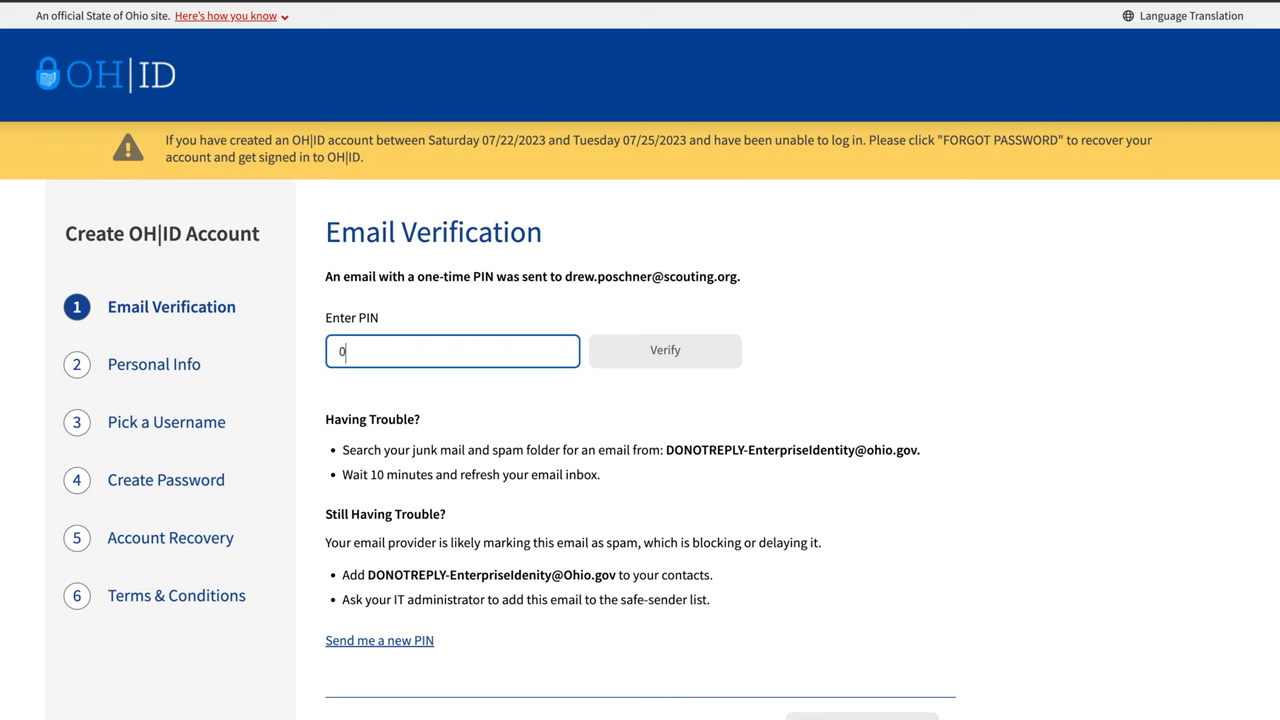 An official State of Ohio site. Here's how you know
Language Translation
OH|ID
If you have created an OH|ID account between Saturday 07/22/2023 and Tuesday 07/25/2023 and have been unable to log in. Please click "FORGOT PASSWORD" to recover your
account and get signed in to OH|ID.
Create OH|ID Account
1 Email Verification
2 Personal Info
3 Pick a Username
4 Create Password
5 Account Recovery
6 Terms & Conditions
Email Verification
An email with a one-time PIN was sent to drew.poschner@scouting.org.
Enter PIN
0
Verify
Having Trouble?
• Search your junk mail and spam folder for an email from: DONOTREPLY-EnterpriseIdentity@ohio.gov.
• Wait 10 minutes and refresh your email inbox.
Still Having Trouble?
Your email provider is likely marking this email as spam, which is blocking or delaying it.
• Add DONOTREPLY-EnterpriseIdenity@Ohio.gov to your contacts.
• Ask your IT administrator to add this email to the safe-sender list.
Send me a new PIN